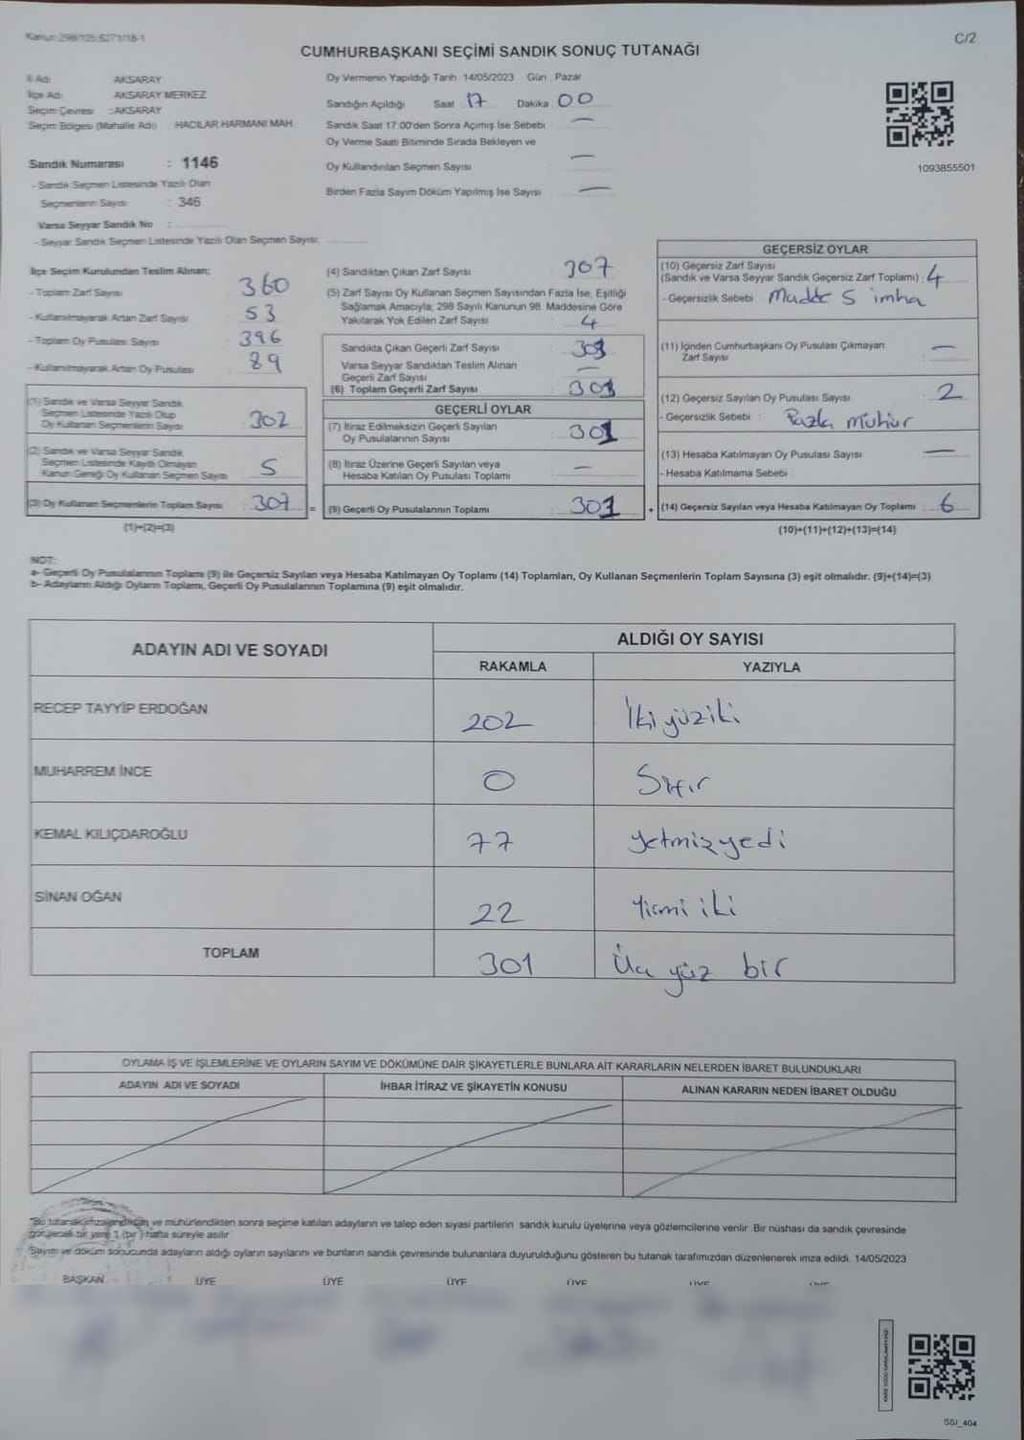 Kanun:298/105;6271/18-1
C/2
CUMHURBAŞKANI SEÇİMİ SANDIK SONUÇ TUTANAĞI
İl Adı : AKSARAY
İlçe Adı : AKSARAY MERKEZ
Seçim Çevresi : AKSARAY
Seçim Bölgesi (Mahalle Adı) : HACILAR HARMANI MAH.
Sandık Numarası : 1146
- Sandık Seçmen Listesinde Yazılı Olan
Seçmenlerin Sayısı : 346
Varsa Seyyar Sandık No :
- Seyyar Sandık Seçmen Listesinde Yazılı Olan Seçmen Sayısı:
Oy Vermenin Yapıldığı Tarih 14/05/2023 Gün Pazar
Sandığın Açıldığı Saat 17 Dakika 00
Sandık Saat 17:00'den Sonra Açımış İse Sebebi —
Oy Verme Saati Bitiminde Sırada Bekleyen ve
Oy Kullandırılan Seçmen Sayısı —
Birden Fazla Sayım Döküm Yapılmış İse Sayısı —
1093855501
İlçe Seçim Kurulundan Teslim Alınan;
- Toplam Zarf Sayısı 360
- Kullanılmayarak Artan Zarf Sayısı 53
- Toplam Oy Pusulası Sayısı 396
- Kullanılmayarak Artan Oy Pusulası 89
(1) Sandık ve Varsa Seyyar Sandık
Seçmen Listesinde Yazılı Olup
Oy Kullanan Seçmenlerin Sayısı 302
(2) Sandık ve Varsa Seyyar Sandık
Seçmen Listesinde Kayıtlı Olmayan
Kanun Gereği Oy Kullanan Seçmen Sayısı 5
(3) Oy Kullanan Seçmenlerin Toplam Sayısı 307 =
(1)+(2)=(3)
(4) Sandıktan Çıkan Zarf Sayısı 307
(5) Zarf Sayısı Oy Kullanan Seçmen Sayısından Fazla İse, Eşitliği
Sağlamak Amacıyla; 298 Sayılı Kanunun 98. Maddesine Göre
Yakılarak Yok Edilen Zarf Sayısı 4
Sandıkta Çıkan Geçerli Zarf Sayısı 303
Varsa Seyyar Sandıktan Teslim Alınan
Geçerli Zarf Sayısı —
(6) Toplam Geçerli Zarf Sayısı
GEÇERLİ OYLAR
(7) İtiraz Edilmeksizin Geçerli Sayılan
Oy Pusulalarının Sayısı 301
(8) İtiraz Üzerine Geçerli Sayılan veya
Hesaba Katılan Oy Pusulası Toplamı —
(9) Geçerli Oy Pusulalarının Toplamı 301 +
GEÇERSİZ OYLAR
(10) Geçersiz Zarf Sayısı
(Sandık ve Varsa Seyyar Sandık Geçersiz Zarf Toplamı) : 4
- Geçersizlik Sebebi : Madde 5 imha
(11) İçinden Cumhurbaşkanı Oy Pusulası Çıkmayan
Zarf Sayısı —
(12) Geçersiz Sayılan Oy Pusulası Sayısı 2
- Geçersizlik Sebebi : Fazla Mühür
(13) Hesaba Katılmayan Oy Pusulası Sayısı —
- Hesaba Katılmama Sebebi
(14) Geçersiz Sayılan veya Hesaba Katılmayan Oy Toplamı 6
(10)+(11)+(12)+(13)=(14)
NOT:
a- Geçerli Oy Pusulalarının Toplamı (9) ile Geçersiz Sayılan veya Hesaba Katılmayan Oy Toplamı (14) Toplamları, Oy Kullanan Seçmenlerin Toplam Sayısına (3) eşit olmalıdır. (9)+(14)=(3)
b- Adayların Aldığı Oyların Toplamı, Geçerli Oy Pusulalarının Toplamına (9) eşit olmalıdır.
ADAYIN ADI VE SOYADI
ALDIĞI OY SAYISI
RAKAMLA YAZIYLA
RECEP TAYYİP ERDOĞAN 202 İki yüz iki
MUHARREM İNCE 0 Sıfır
KEMAL KILIÇDAROĞLU 77 yetmiş yedi
SİNAN OĞAN 22 Yirmi iki
TOPLAM 301 Üç yüz bir
OYLAMA İŞ VE İŞLEMLERİNE VE OYLARIN SAYIM VE DÖKÜMÜNE DAİR ŞİKAYETLERLE BUNLARA AİT KARARLARIN NELERDEN İBARET BULUNDUKLARI
ADAYIN ADI VE SOYADI İHBAR İTİRAZ VE ŞİKAYETİN KONUSU ALINAN KARARIN NEDEN İBARET OLDUĞU
"Bu tutanak imzalandıktan ve mühürlendikten sonra seçime katılan adayların ve talep eden siyasi partilerin sandık kurulu üyelerine veya gözlemcilerine verilir. Bir nüshası da sandık çevresinde
görülecek bir yere 1 (bir) hafta süreyle asılır
Sayım ve döküm sonucunda adayların aldığı oyların sayılarını ve bunların sandık çevresinde bulunanlara duyurulduğunu gösteren bu tutanak tarafımızdan düzenlenerek imza edildi. 14/05/2023
BAŞKAN ÜYE ÜYE ÜYE ÜYE ÜYE ÜYE
SSI_404